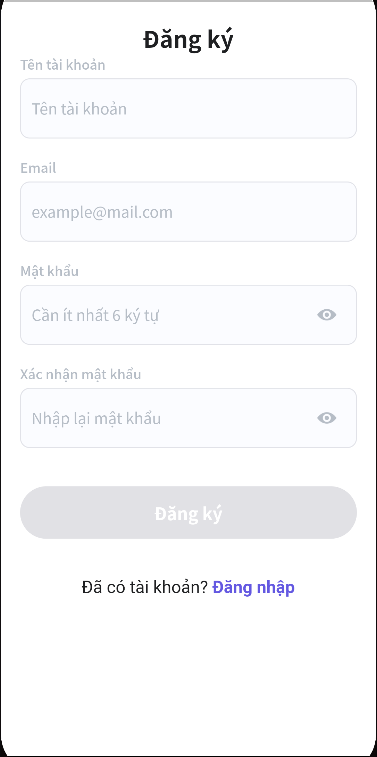 Đăng ký
Tên tài khoản
Tên tài khoản
Email
example@mail.com
Mật khẩu
Cần ít nhất 6 ký tự
Xác nhận mật khẩu
Nhập lại mật khẩu
Đăng ký
Đã có tài khoản? Đăng nhập